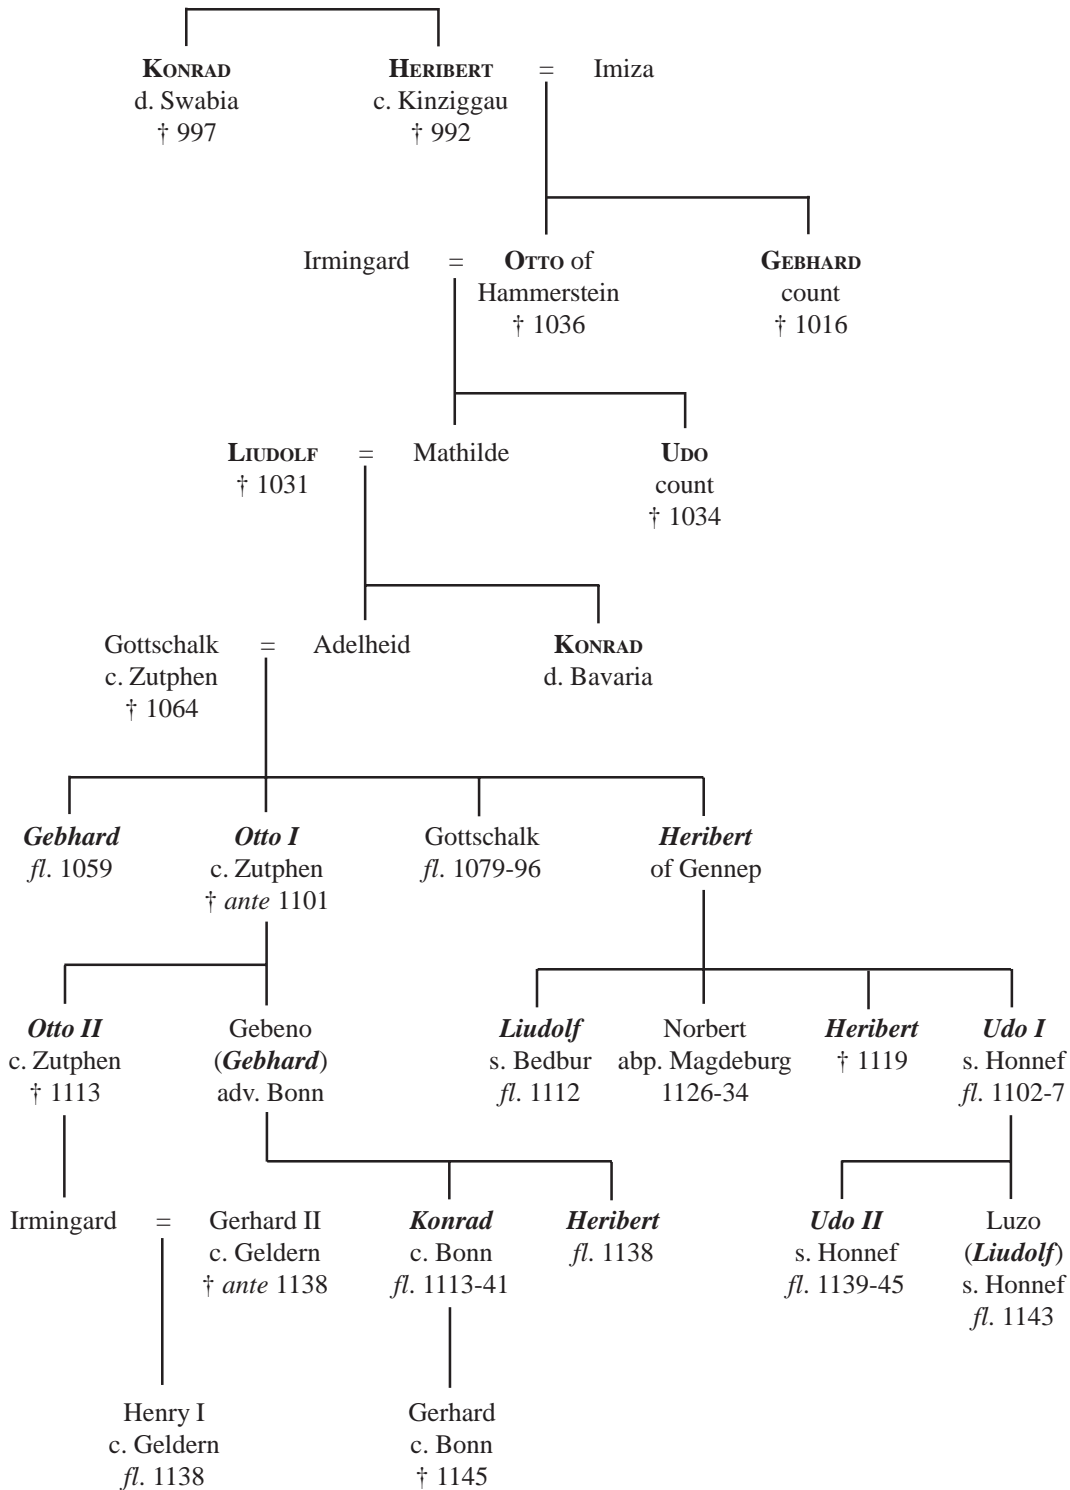 KONRAD
d. Swabia
† 997
HERIBERT
c. Kinziggau
† 992
=
Imiza
Irmingard
=
OTTO of
Hammerstein
† 1036
GEBHARD
count
† 1016
LIUDOLF
† 1031
=
Mathilde
UDO
count
† 1034
Gottschalk
c. Zutphen
† 1064
=
Adelheid
KONRAD
d. Bavaria
Gebhard
fl. 1059
Otto I
c. Zutphen
† ante 1101
Gottschalk
fl. 1079-96
Heribert
of Gennep
Otto II
c. Zutphen
† 1113
Gebeno
(Gebhard)
adv. Bonn
Liudolf
s. Bedbur
fl. 1112
Norbert
abp. Magdeburg
1126-34
Heribert
† 1119
Udo I
s. Honnef
fl. 1102-7
Irmingard
=
Gerhard II
c. Geldern
† ante 1138
Konrad
c. Bonn
fl. 1113-41
Heribert
fl. 1138
Udo II
s. Honnef
fl. 1139-45
Luzo
(Liudolf)
s. Honnef
fl. 1143
Henry I
c. Geldern
fl. 1138
Gerhard
c. Bonn
† 1145